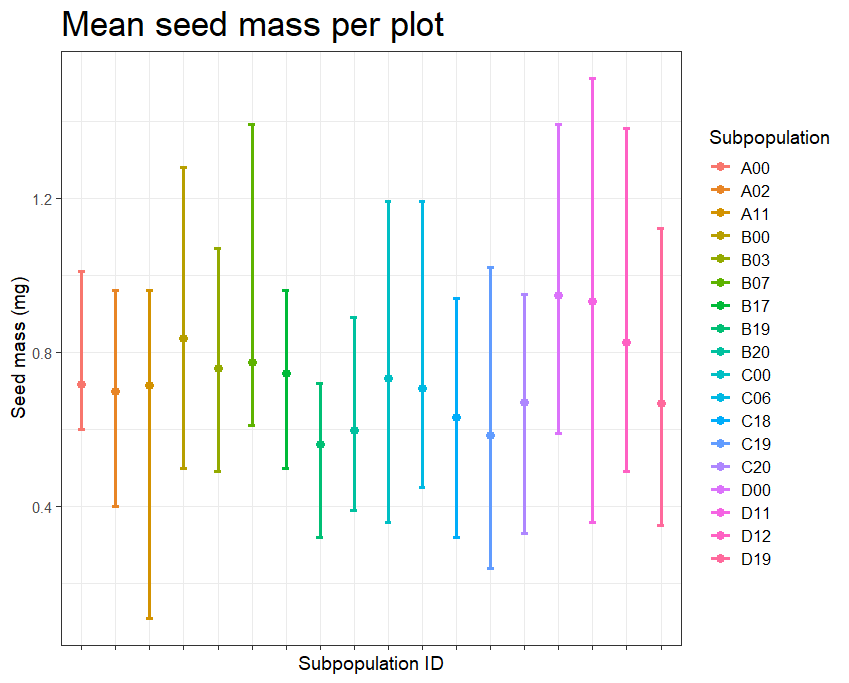 Mean seed mass per plot
Seed mass (mg)
1.2
0.8
0.4
Subpopulation ID
Subpopulation
A00
A02
A11
B00
B03
B07
B17
B19
B20
C00
C06
C18
C19
C20
D00
D11
D12
D19